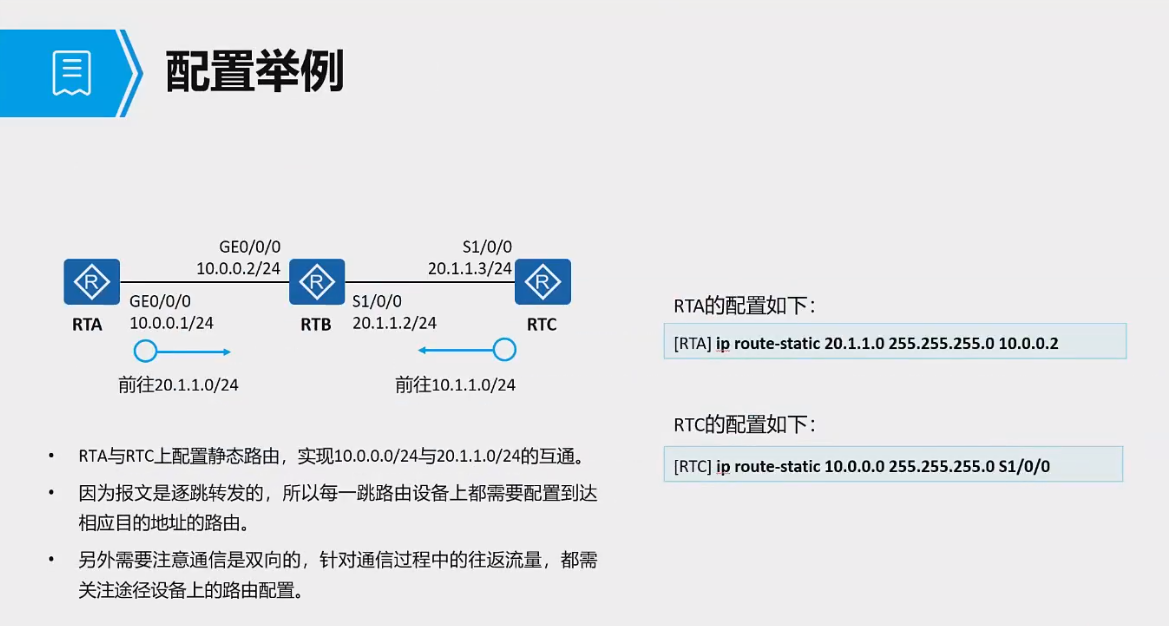 配置举例
GE0/0/0
10.0.0.2/24
S1/0/0
20.1.1.3/24
R
R
R
GE0/0/0
10.0.0.1/24
S1/0/0
20.1.1.2/24
RTA
RTB
RTC
前往20.1.1.0/24
前往10.1.1.0/24
• RTA与RTC上配置静态路由，实现10.0.0.0/24与20.1.1.0/24的互通。
• 因为报文是逐跳转发的，所以每一跳路由设备上都需要配置到达
相应目的地址的路由。
• 另外需要注意通信是双向的，针对通信过程中的往返流量，都需
关注途径设备上的路由配置。
RTA的配置如下：
[RTA] ip route-static 20.1.1.0 255.255.255.0 10.0.0.2
RTC的配置如下：
[RTC] ip route-static 10.0.0.0 255.255.255.0 S1/0/0